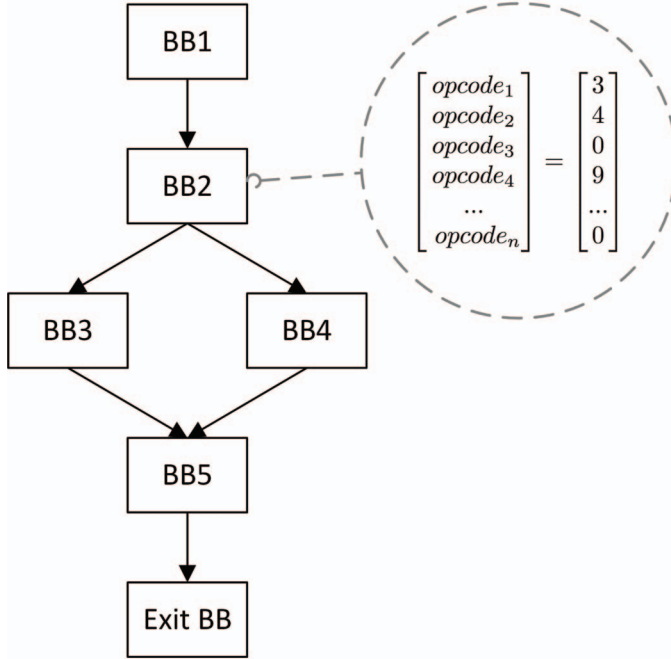 BB1
BB2
BB3
BB4
BB5
Exit BB
opcode₁
opcode₂
opcode₃
opcode₄
...
opcodeₙ
=
3
4
0
9
...
0